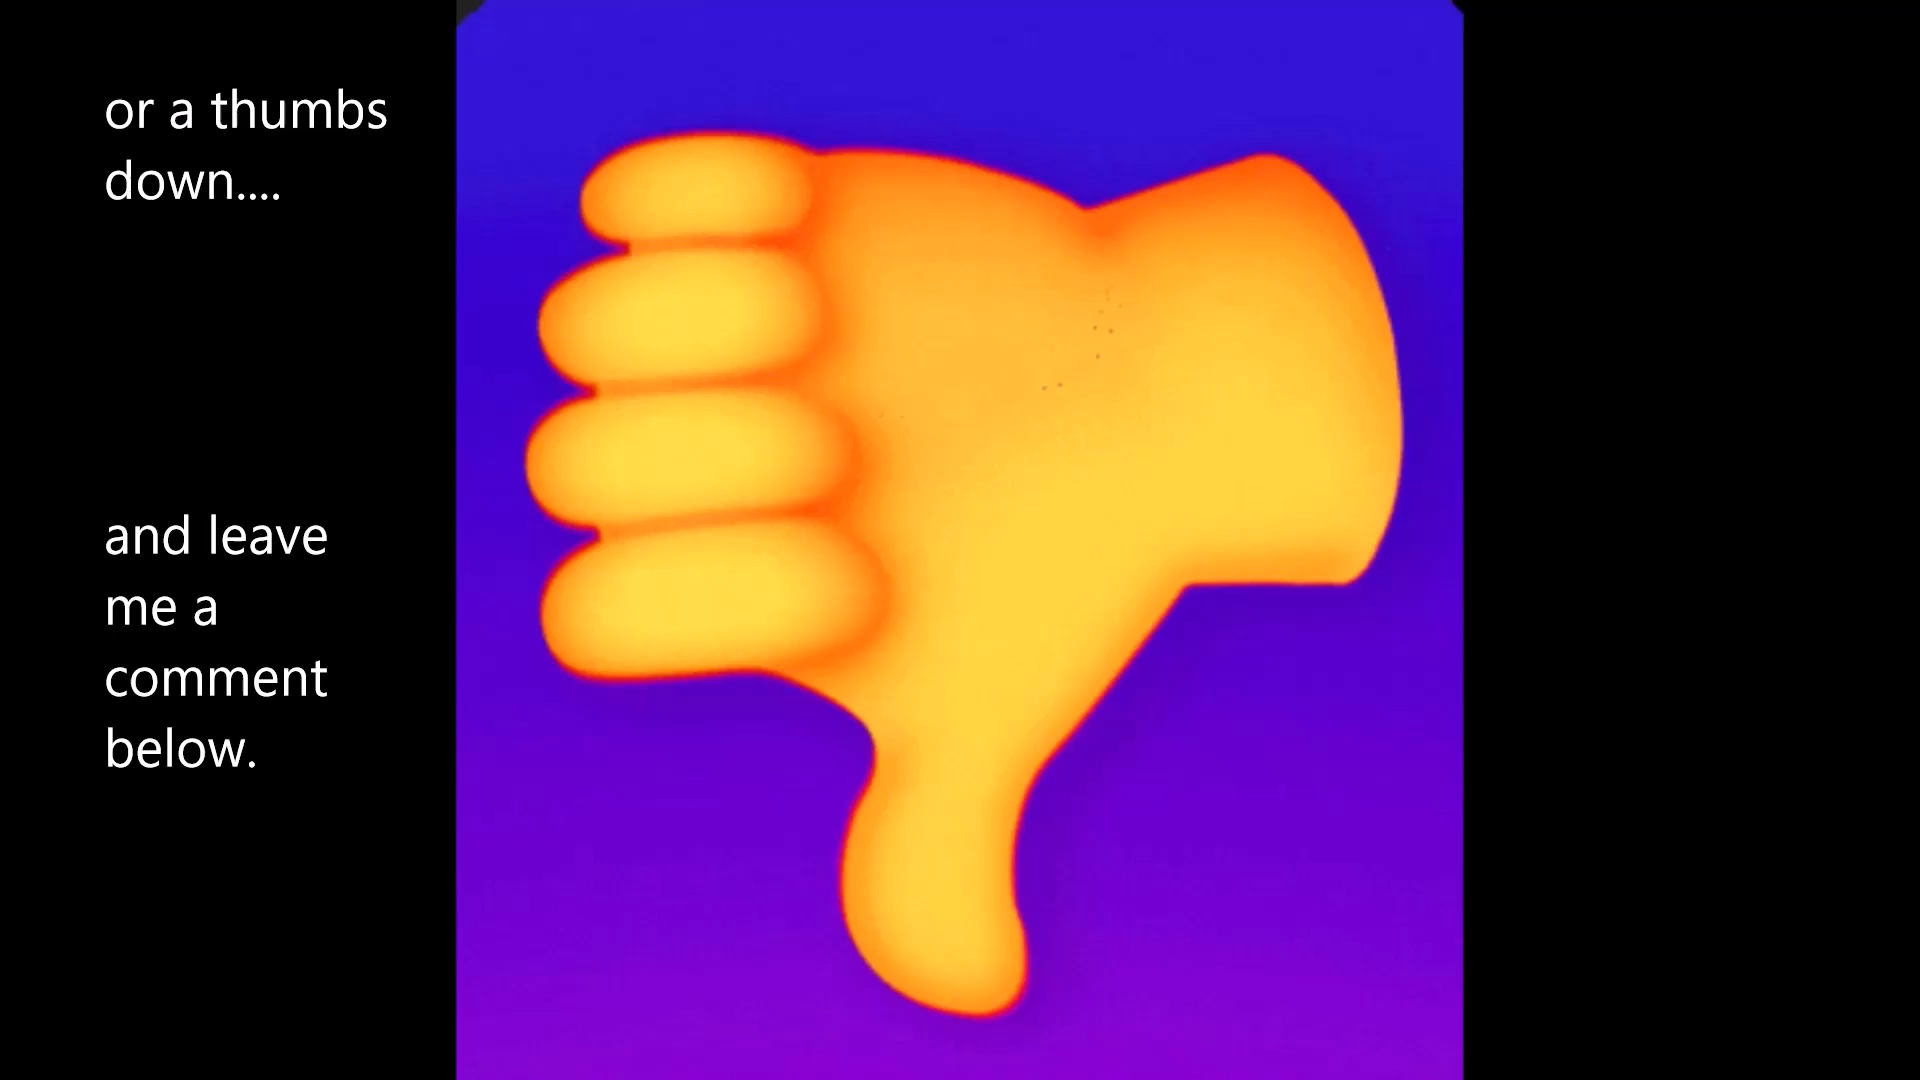 or a thumbs
down....
and leave
me a
comment
below.